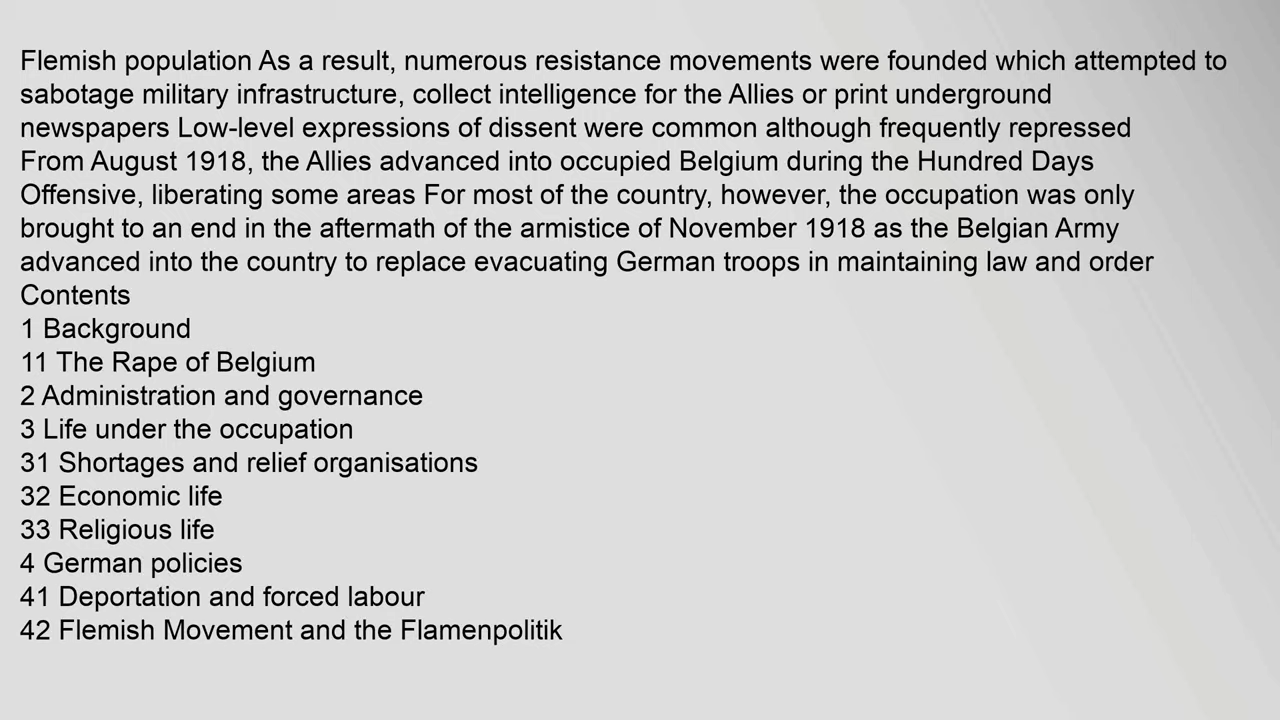 Flemish population As a result, numerous resistance movements were founded which attempted to
sabotage military infrastructure, collect intelligence for the Allies or print underground
newspapers Low-level expressions of dissent were common although frequently repressed
From August 1918, the Allies advanced into occupied Belgium during the Hundred Days
Offensive, liberating some areas For most of the country, however, the occupation was only
brought to an end in the aftermath of the armistice of November 1918 as the Belgian Army
advanced into the country to replace evacuating German troops in maintaining law and order
Contents
1 Background
11 The Rape of Belgium
2 Administration and governance
3 Life under the occupation
31 Shortages and relief organisations
32 Economic life
33 Religious life
4 German policies
41 Deportation and forced labour
42 Flemish Movement and the Flamenpolitik